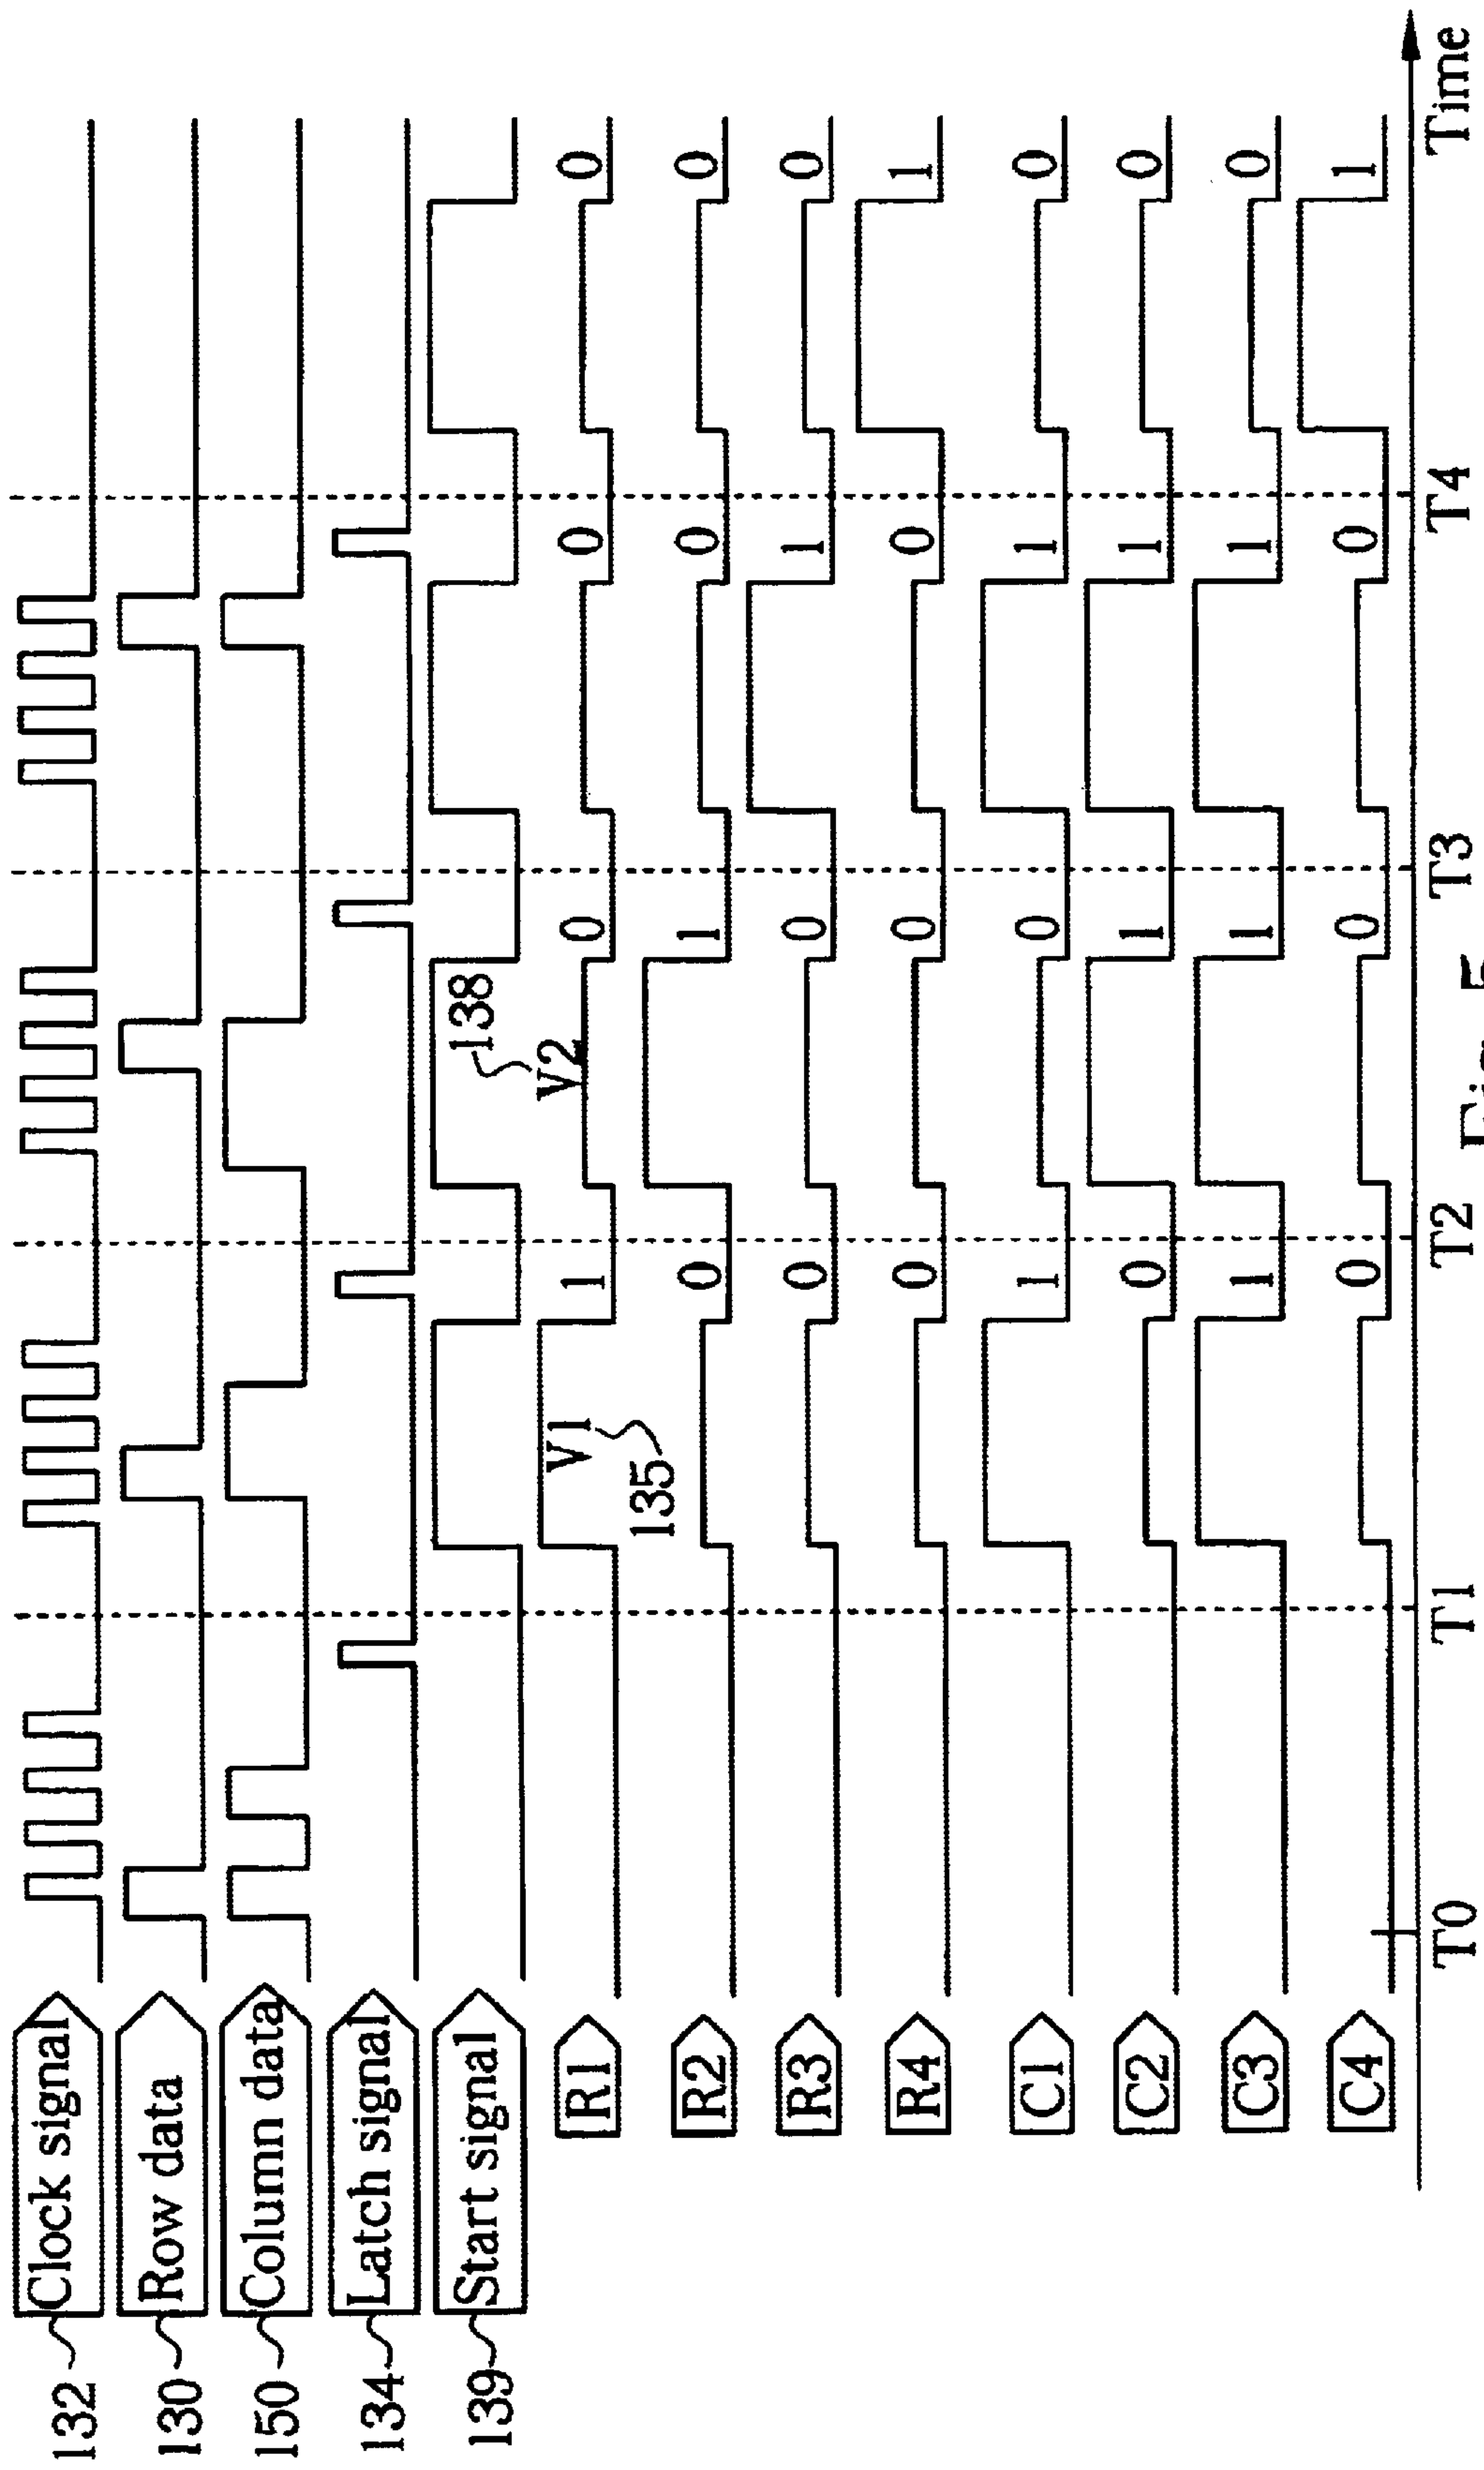 132 Clock signal
130 Row data
150 Column data
134 Latch signal
139 Start signal
138
R1 V1 1 V2 0 0 0
135
R2 0 1 0 0
R3 0 0 1 0
R4 0 0 0 1
C1 1 0 1 0
C2 0 1 1 0
C3 1 1 1 0
C4 0 0 0 1
T0 T1 T2 T3 T4 Time